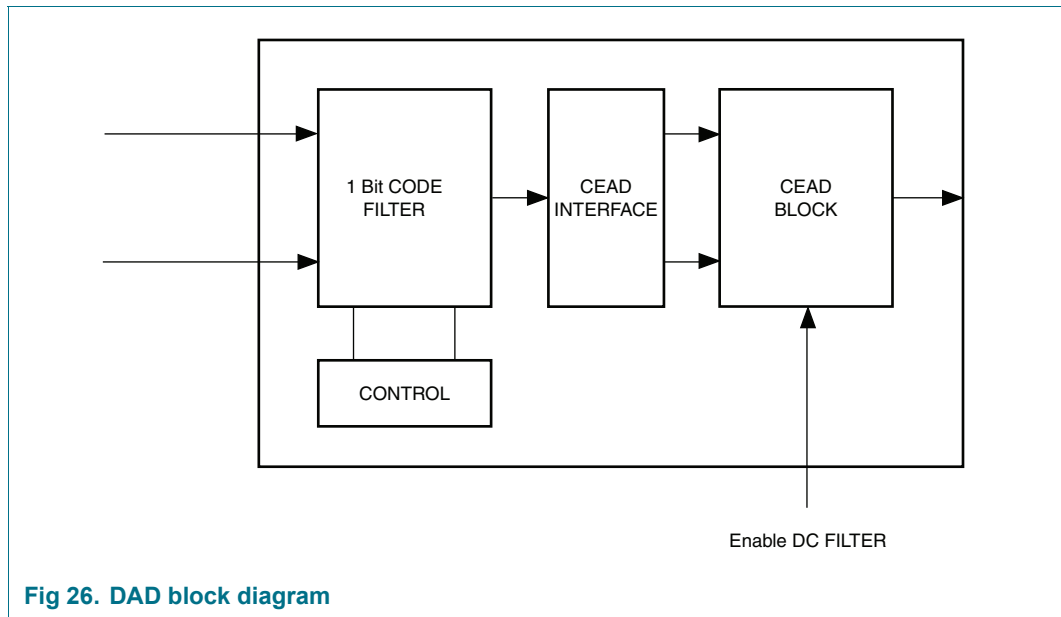 1 Bit CODE
FILTER
CEAD
INTERFACE
CEAD
BLOCK
CONTROL
Enable DC FILTER
Fig 26. DAD block diagram